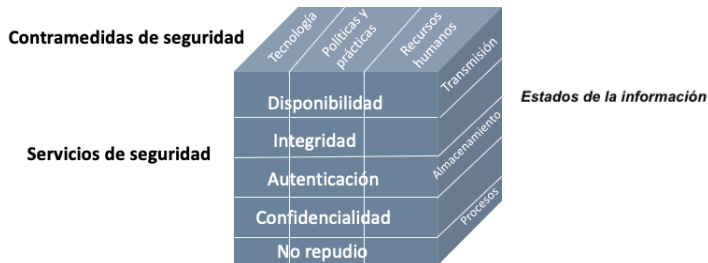 Contramedidas de seguridad
Tecnología
Políticas y
prácticas
Recursos
humanos
Transmisión
Almacenamiento
Procesos
Estados de la información
Servicios de seguridad
Disponibilidad
Integridad
Autenticación
Confidencialidad
No repudio